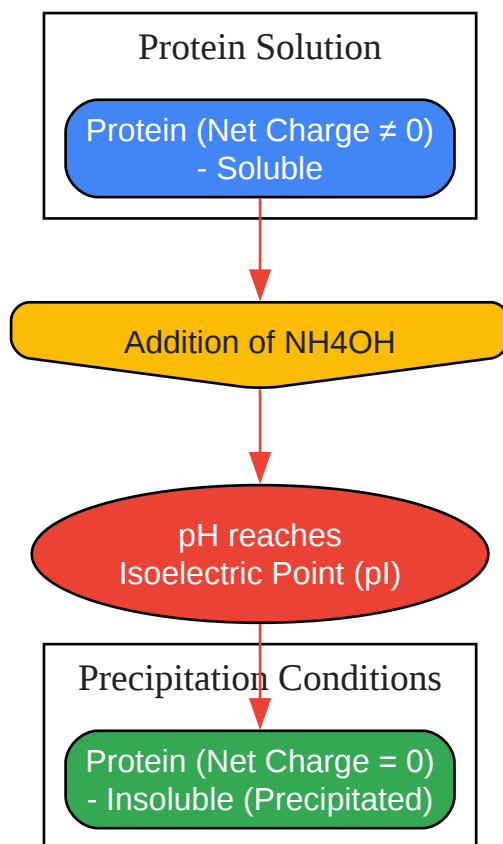 Protein Solution
Protein (Net Charge ≠ 0)
- Soluble
Addition of NH4OH
pH reaches
Isoelectric Point (pI)
Precipitation Conditions
Protein (Net Charge = 0)
- Insoluble (Precipitated)